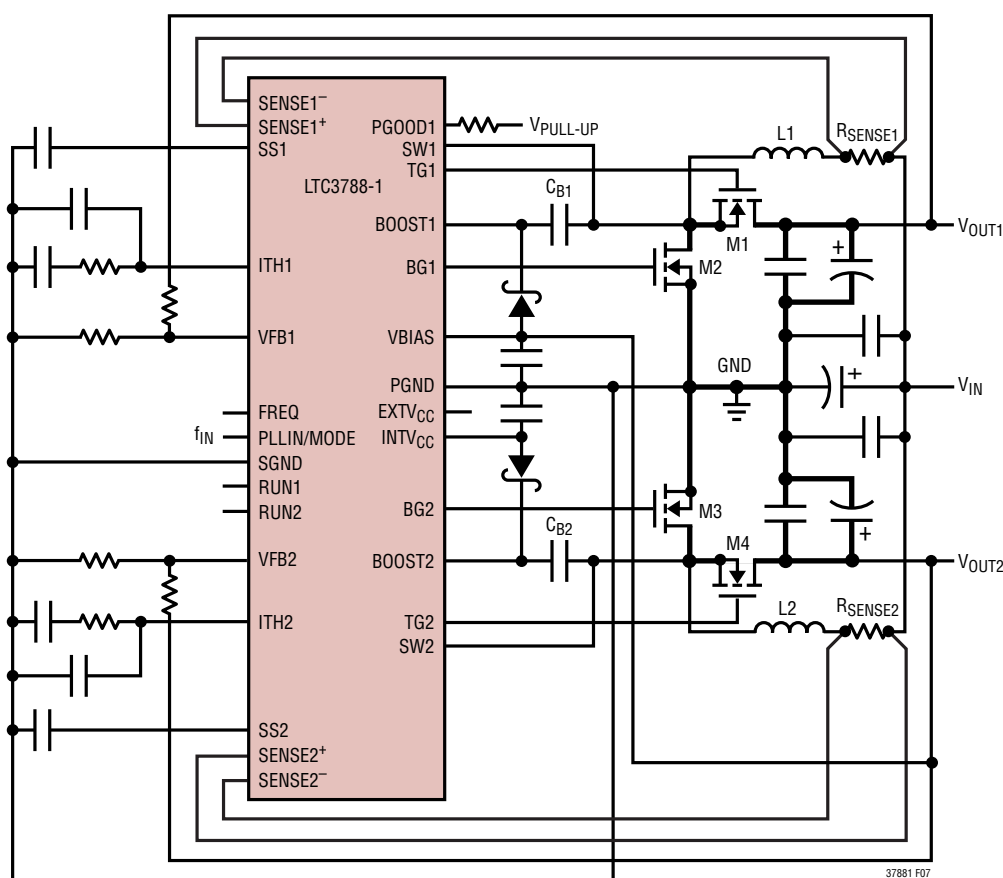 SENSE1–
SENSE1+
SS1
LTC3788-1
ITH1
VFB1
FREQ
fIN
PLLIN/MODE
SGND
RUN1
RUN2
VFB2
ITH2
SS2
SENSE2+
SENSE2–
PGOOD1
SW1
TG1
BOOST1
BG1
VBIAS
PGND
EXTVCC
INTVCC
BG2
BOOST2
TG2
SW2
VPULL-UP
CB1
CB2
L1
RSENSE1
M1
M2
VOUT1
+
GND
+
VIN
M3
M4
+
VOUT2
L2
RSENSE2
37881 F07